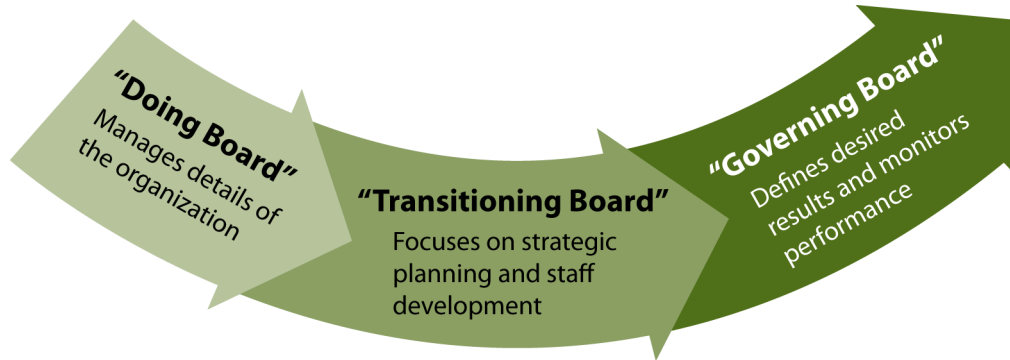 “Doing Board”
Manages details of
the organization
“Transitioning Board”
Focuses on strategic
planning and staff
development
“Governing Board”
Defines desired
results and monitors
performance